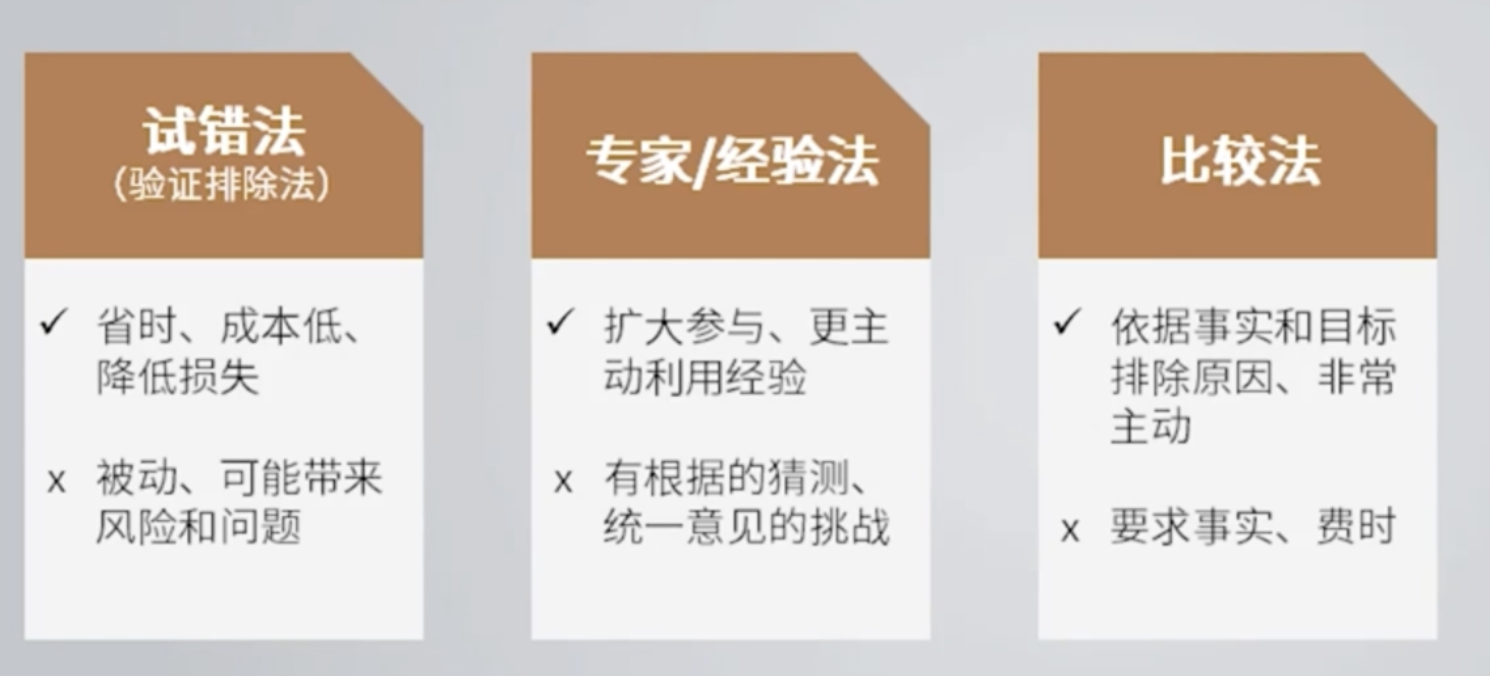 试错法
（验证排除法）
✓ 省时、成本低、
降低损失
x 被动、可能带来
风险和问题
专家/经验法
✓ 扩大参与、更主
动利用经验
x 有根据的猜测、
统一意见的挑战
比较法
✓ 依据事实和目标
排除原因、非常
主动
x 要求事实、费时